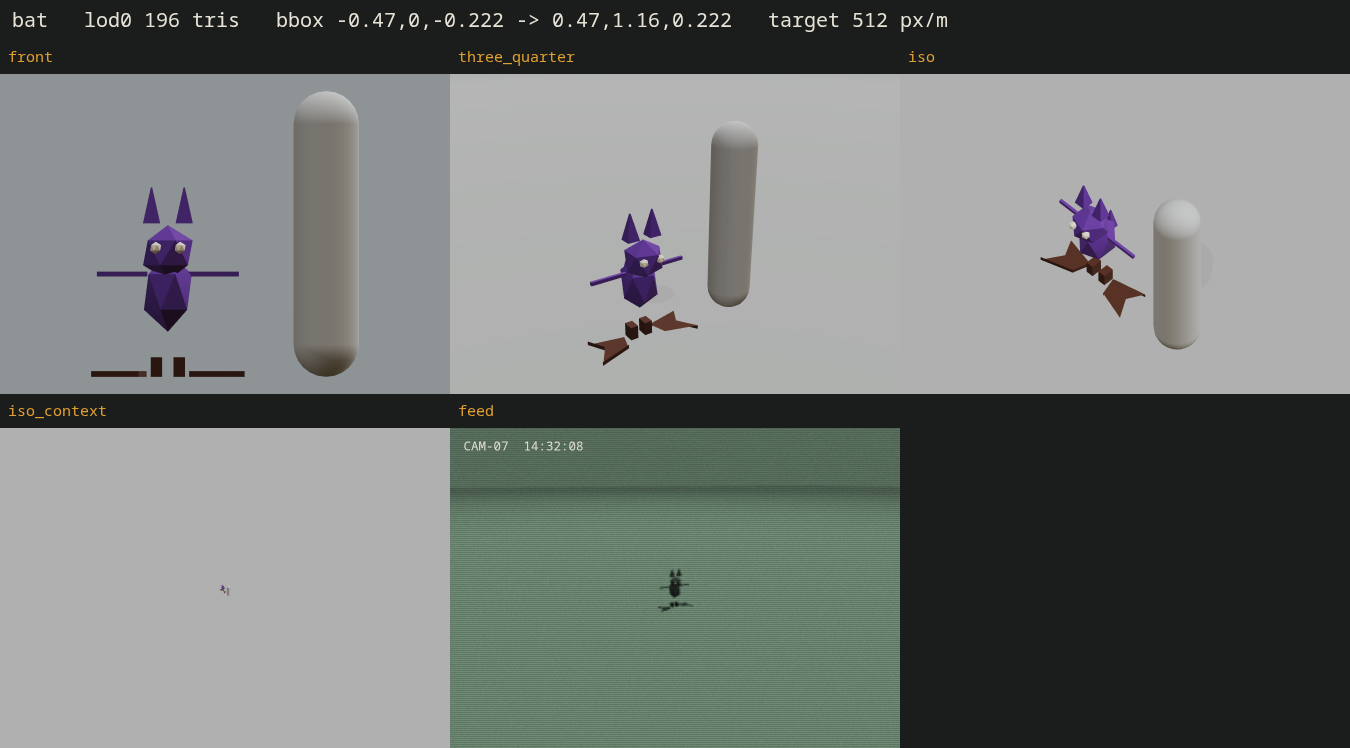 bat   lod0 196 tris   bbox -0.47,0,-0.222 -> 0.47,1.16,0.222   target 512 px/m
front
three_quarter
iso
iso_context
feed
CAM-07  14:32:08